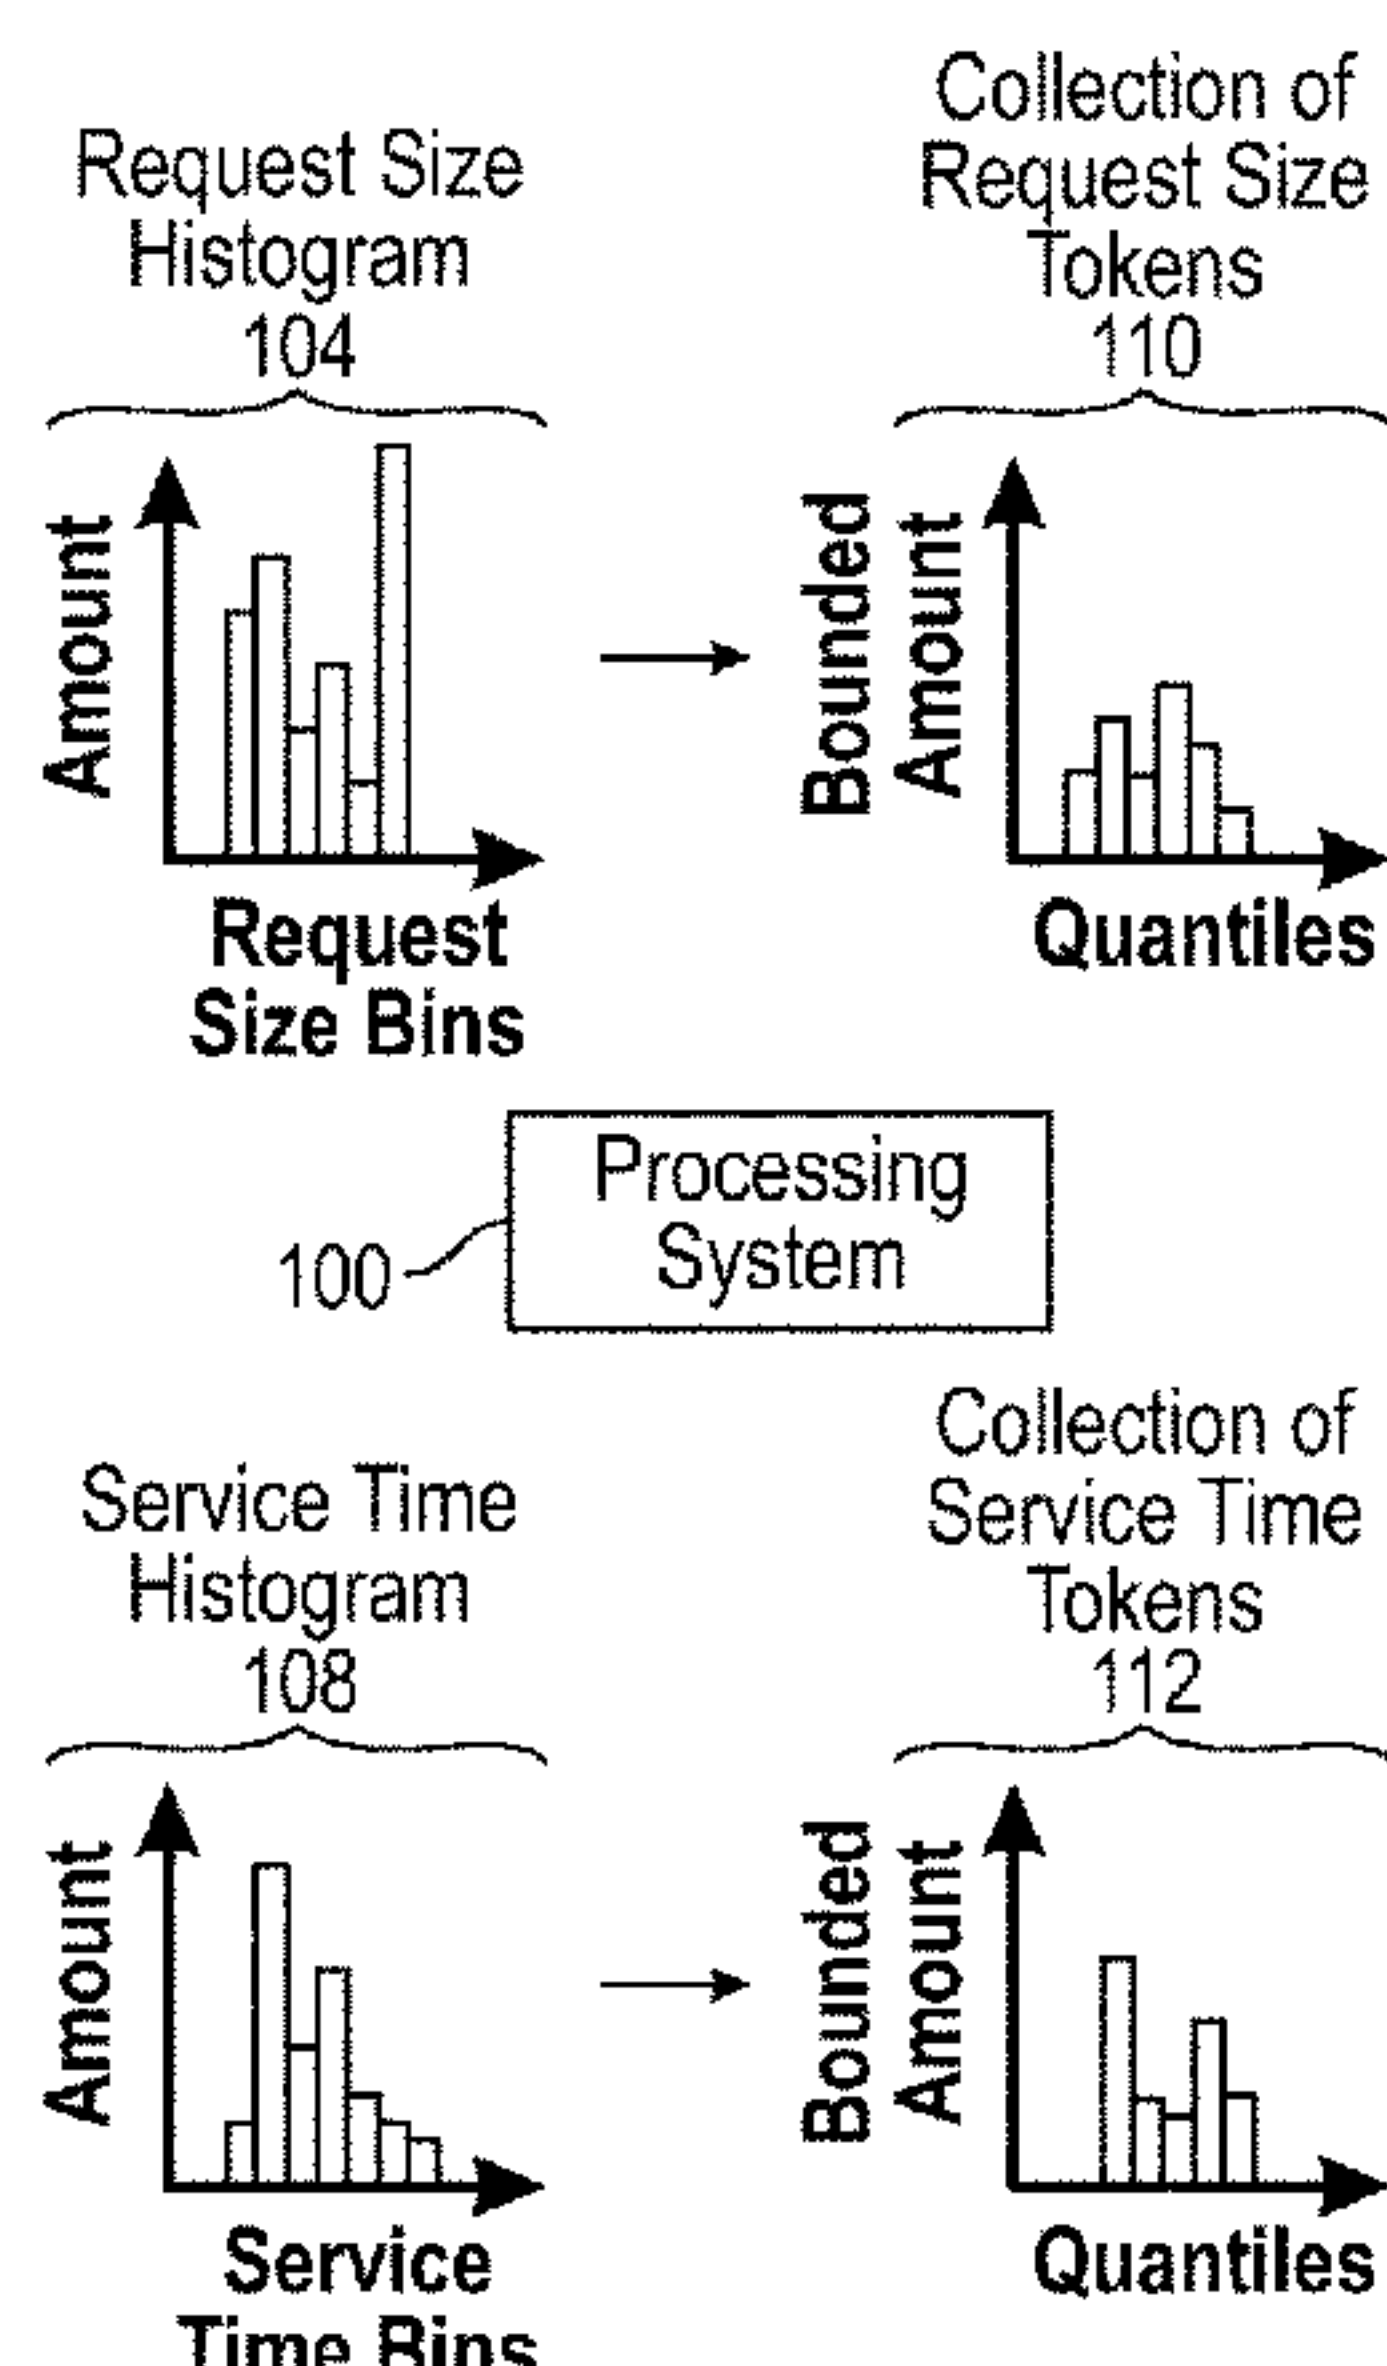 Request Size
Histogram
104
Amount
Request
Size Bins
Collection of
Request Size
Tokens
110
Bounded
Amount
Quantiles
Processing
System
100
Service Time
Histogram
108
Amount
Service
Time Bins
Collection of
Service Time
Tokens
112
Bounded
Amount
Quantiles